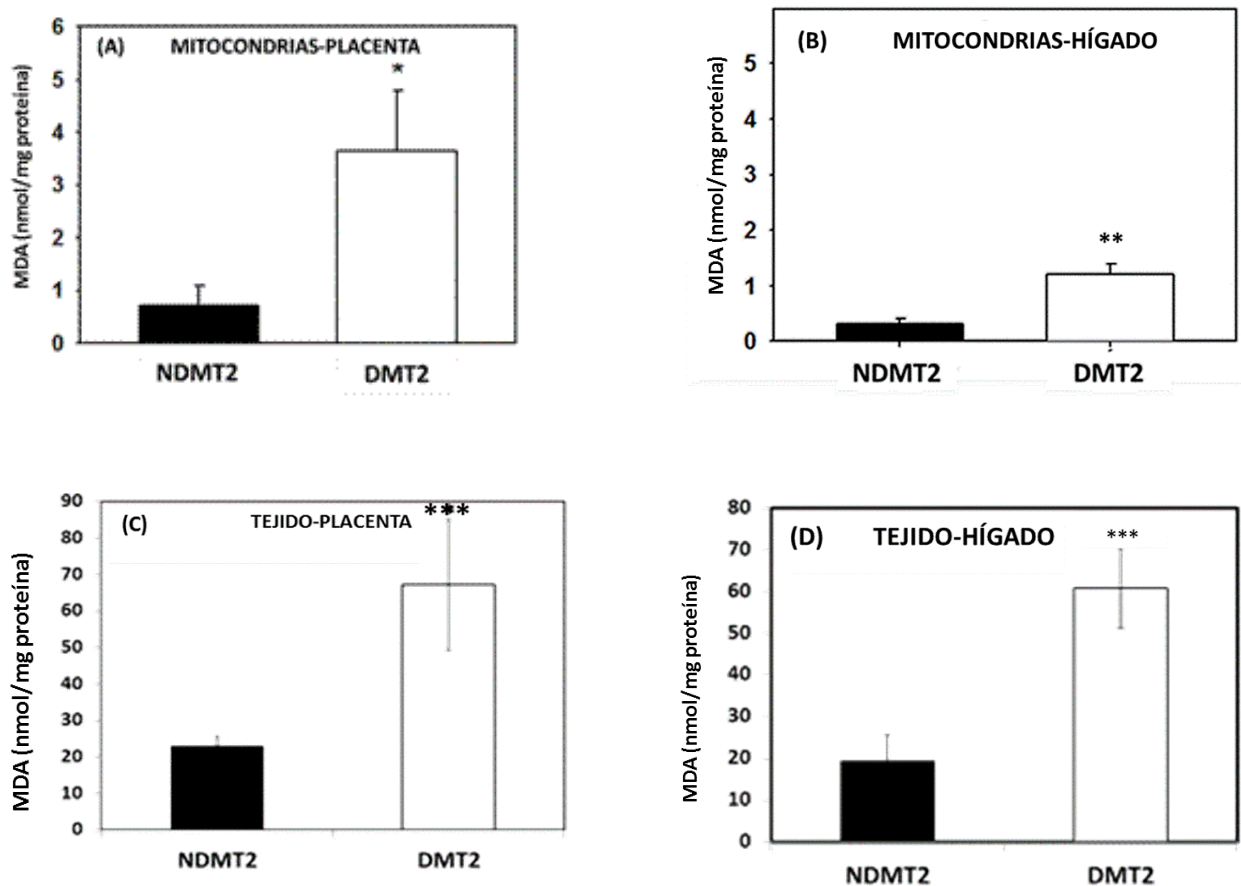 (A) MITOCONDRIAS-PLACENTA
*
MDA (nmol/mg proteína)
6
5
4
3
2
1
0
NDMT2 DMT2
(B) MITOCONDRIAS-HÍGADO
**
MDA (nmol/mg proteína)
5
4
3
2
1
0
NDMT2 DMT2
(C) TEJIDO-PLACENTA ***
MDA (nmol/mg proteína)
90
80
70
60
50
40
30
20
10
0
NDMT2 DMT2
(D) TEJIDO-HÍGADO ***
MDA (nmol/mg proteína)
80
70
60
50
40
30
20
10
0
NDMT2 DMT2